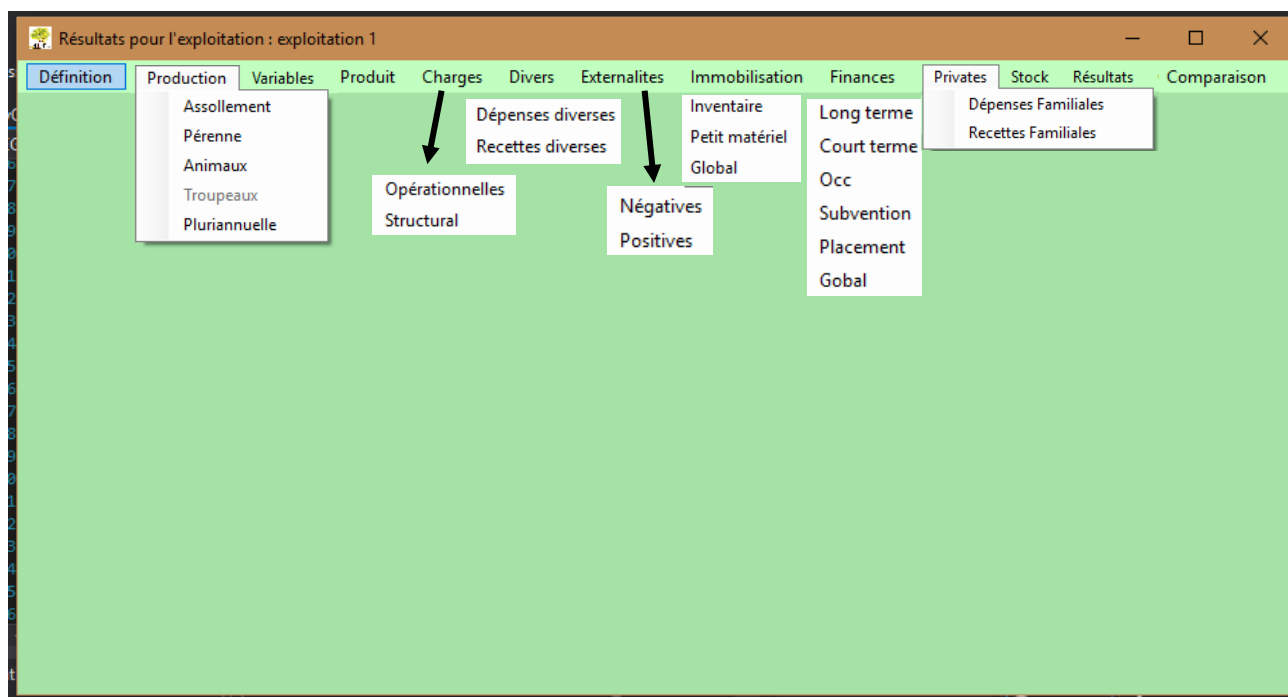 Résultats pour l'exploitation : exploitation 1
Définition Production Variables Produit Charges Divers Externalites Immobilisation Finances Privates Stock Résultats Comparaison
Assollement
Pérenne
Animaux
Troupeaux
Pluriannuelle
Opérationnelles
Structural
Dépenses diverses
Recettes diverses
Négatives
Positives
Inventaire
Petit matériel
Global
Long terme
Court terme
Occ
Subvention
Placement
Gobal
Dépenses Familiales
Recettes Familiales